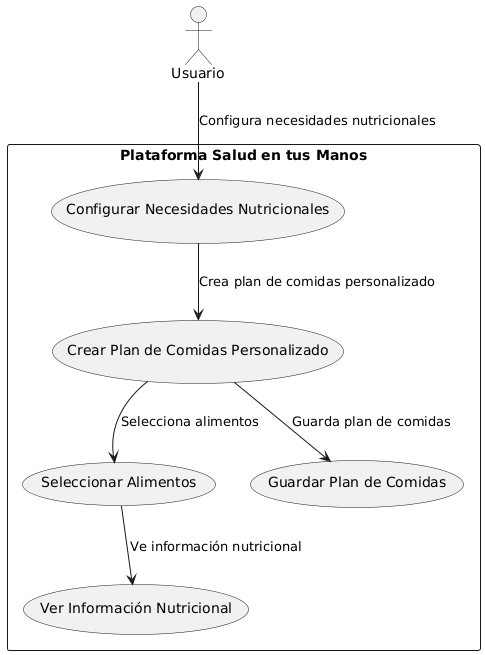 Usuario
Configura necesidades nutricionales
Plataforma Salud en tus Manos
Configurar Necesidades Nutricionales
Crea plan de comidas personalizado
Crear Plan de Comidas Personalizado
Selecciona alimentos
Guarda plan de comidas
Seleccionar Alimentos
Guardar Plan de Comidas
Ve información nutricional
Ver Información Nutricional